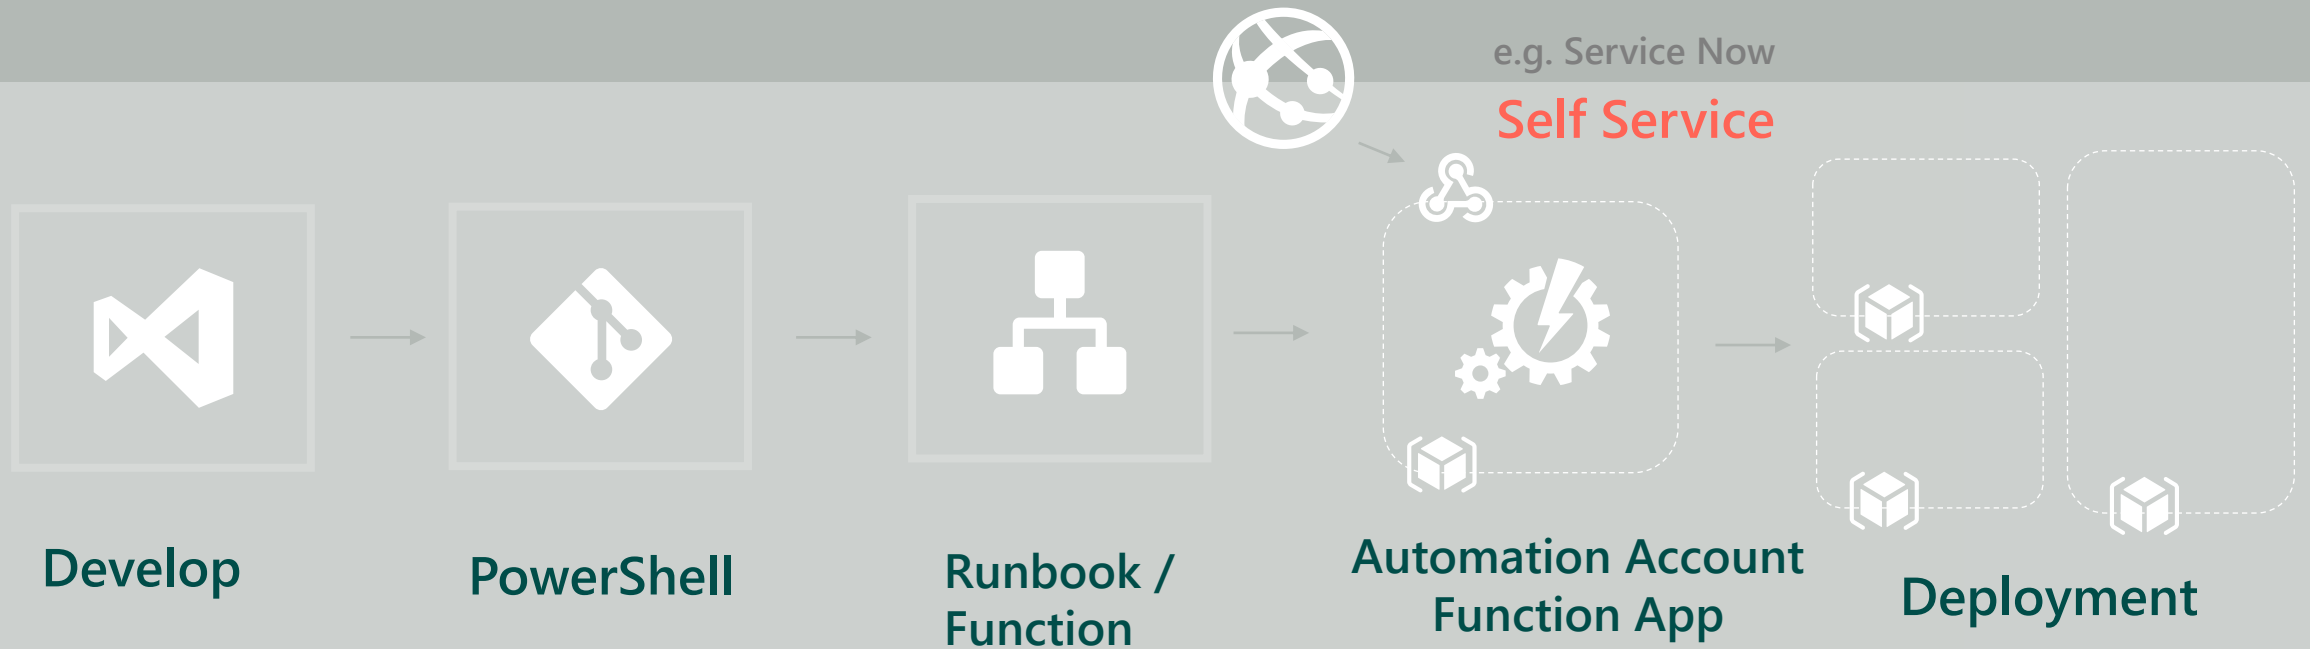 e.g. Service Now
Self Service
Develop
PowerShell
Runbook /
Function
Automation Account
Function App
Deployment